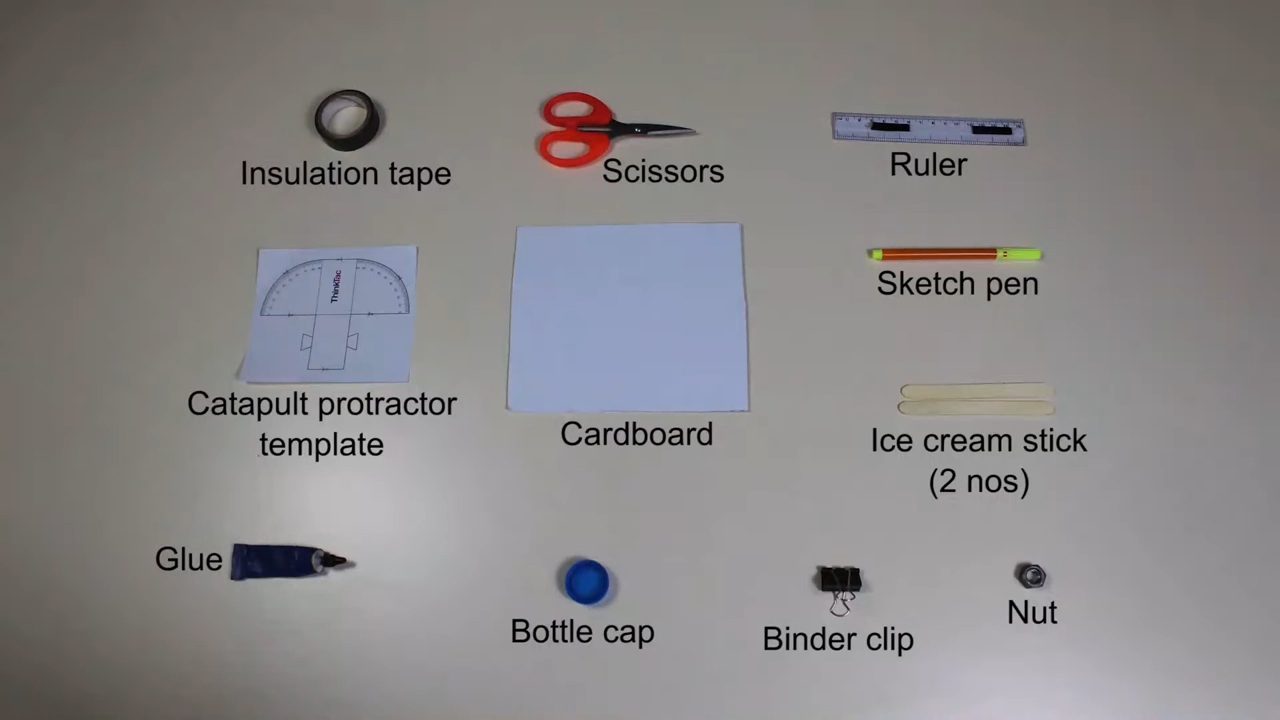 Insulation tape
Scissors
Ruler
ThinkTac
Sketch pen
Catapult protractor
template
Cardboard
Ice cream stick
(2 nos)
Glue
Bottle cap
Binder clip
Nut